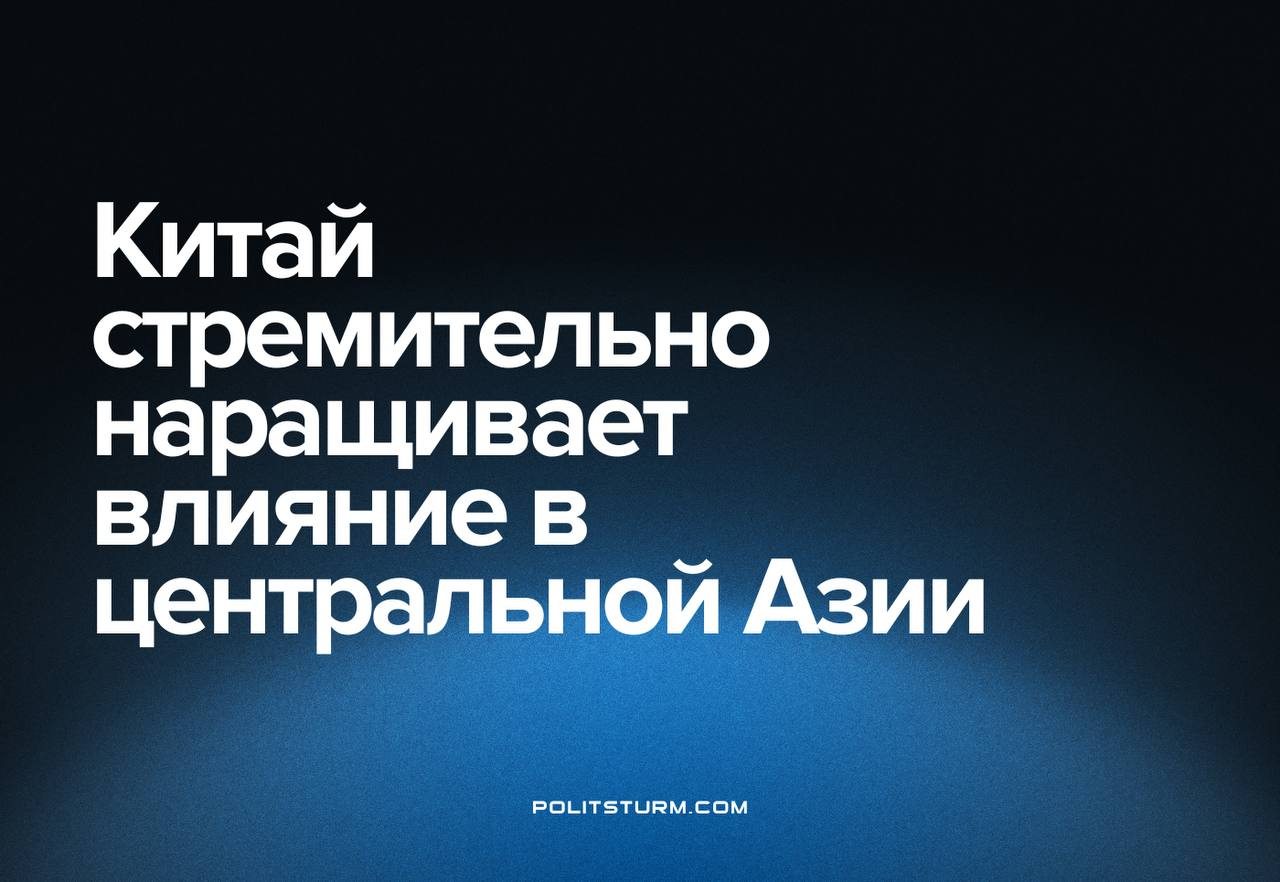 Китай
стремительно
наращивает
влияние в
центральной Азии
POLITSTURM.COM